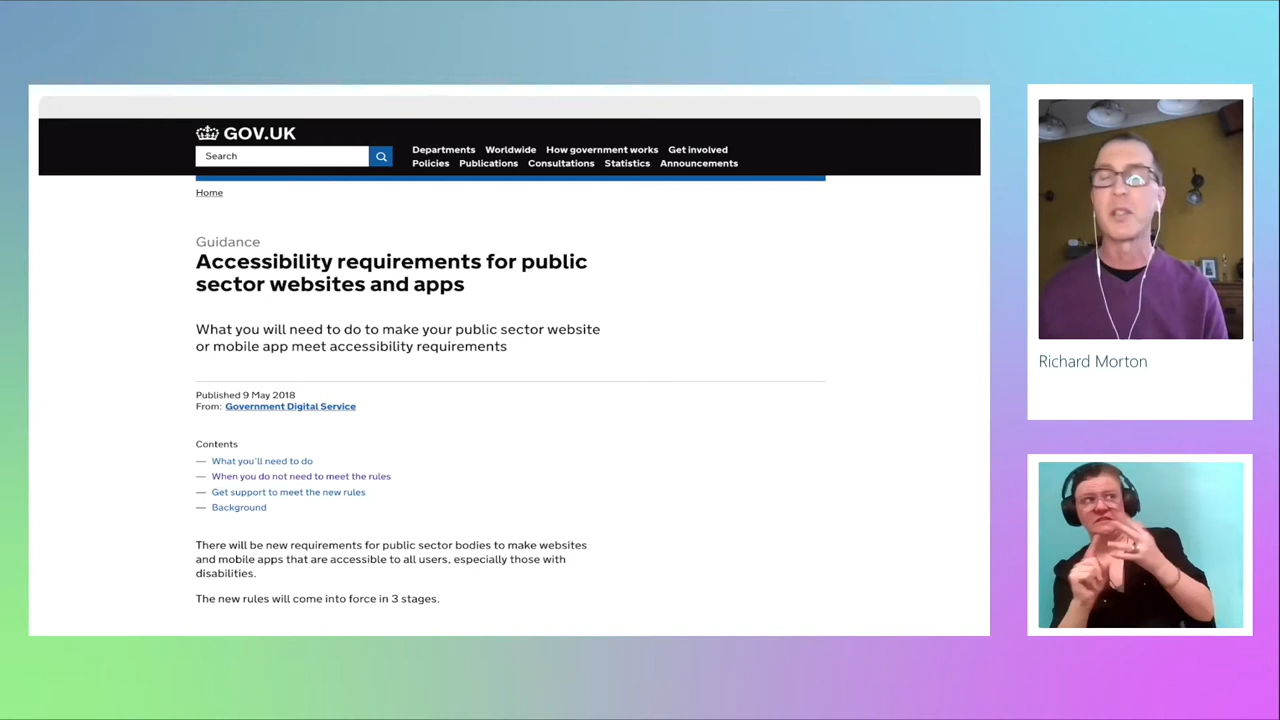 GOV.UK
Search
Departments Worldwide How government works Get involved
Policies Publications Consultations Statistics Announcements
Home
Guidance
Accessibility requirements for public
sector websites and apps
What you will need to do to make your public sector website
or mobile app meet accessibility requirements
Published 9 May 2018
From: Government Digital Service
Contents
— What you'll need to do
— When you do not need to meet the rules
— Get support to meet the new rules
— Background
There will be new requirements for public sector bodies to make websites
and mobile apps that are accessible to all users, especially those with
disabilities.
The new rules will come into force in 3 stages.
Richard Morton